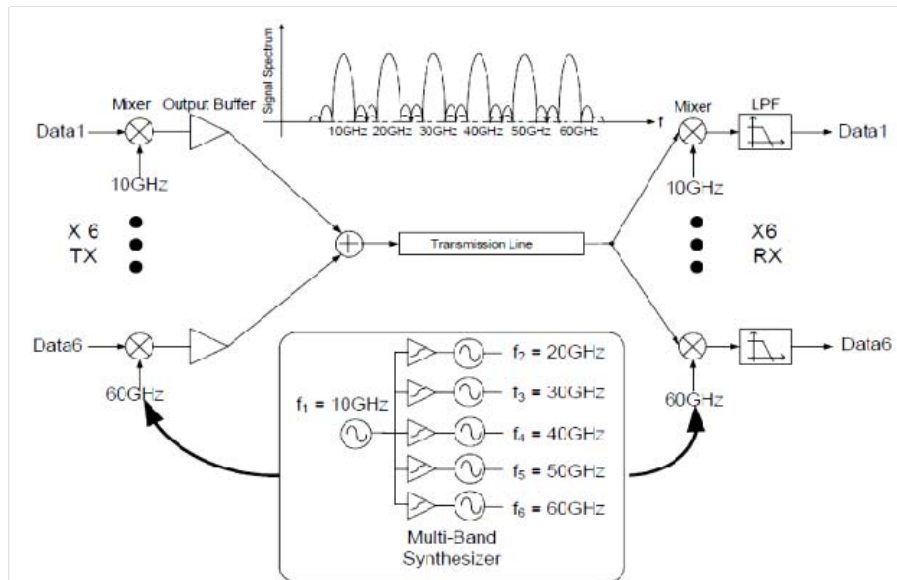 Signal Spectrum
f
10GHz 20GHz 30GHz 40GHz 50GHz 60GHz
Mixer Output Buffer
Data1
10GHz
X 6
TX
Data6
60GHz
Transmission Line
Mixer LPF
Data1
10GHz
X6
RX
Data6
60GHz
f₁ = 10GHz
f₂ = 20GHz
f₃ = 30GHz
f₄ = 40GHz
f₅ = 50GHz
f₆ = 60GHz
Multi-Band
Synthesizer